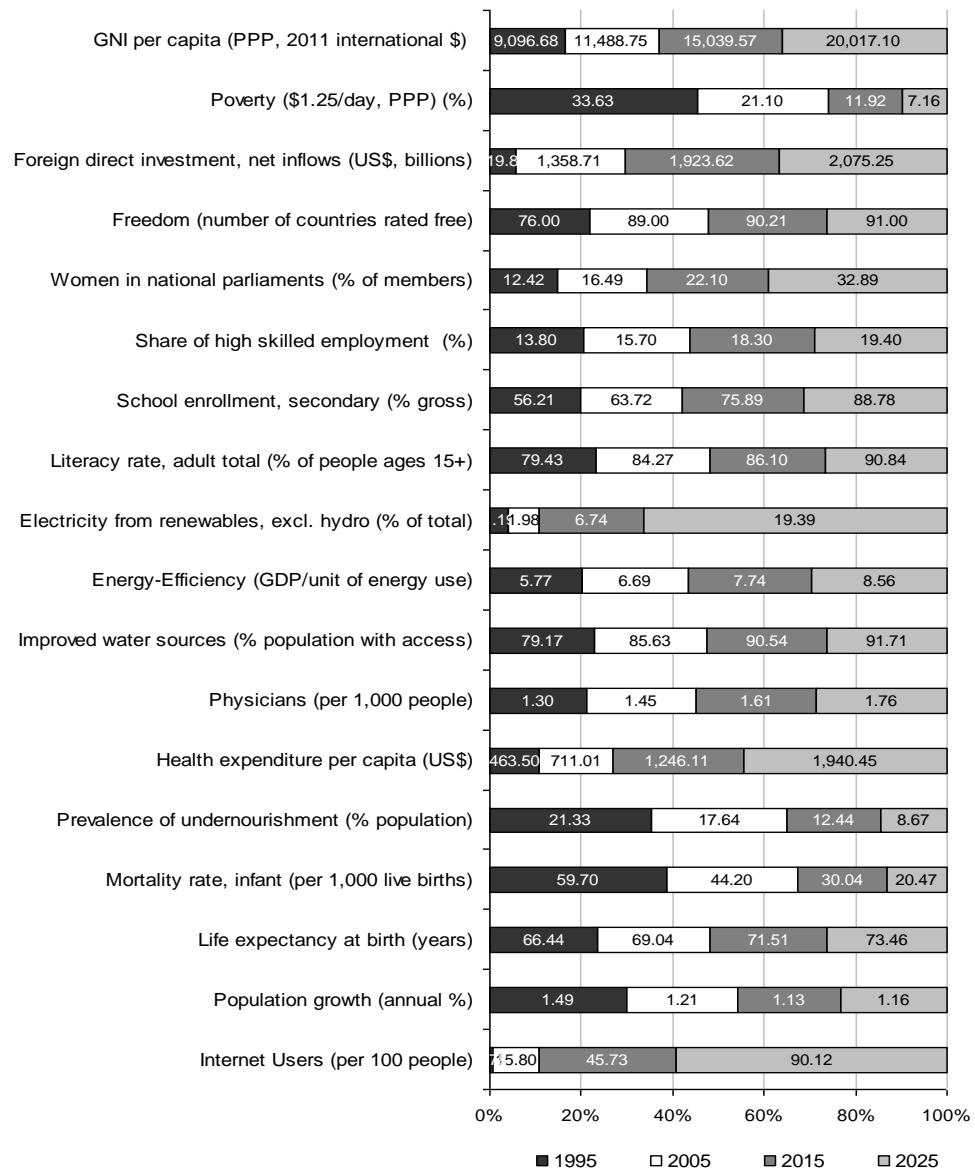 GNI per capita (PPP, 2011 international $) 9,096.68 11,488.75 15,039.57 20,017.10
Poverty ($1.25/day, PPP) (%) 33.63 21.10 11.92 7.16
Foreign direct investment, net inflows (US$, billions) 1,358.71 1,923.62 2,075.25
Freedom (number of countries rated free) 76.00 89.00 90.21 91.00
Women in national parliaments (% of members) 12.42 16.49 22.10 32.89
Share of high skilled employment (%) 13.80 15.70 18.30 19.40
School enrollment, secondary (% gross) 56.21 63.72 75.89 88.78
Literacy rate, adult total (% of people ages 15+) 79.43 84.27 86.10 90.84
Electricity from renewables, excl. hydro (% of total) 1.98 6.74 19.39
Energy-Efficiency (GDP/unit of energy use) 5.77 6.69 7.74 8.56
Improved water sources (% population with access) 79.17 85.63 90.54 91.71
Physicians (per 1,000 people) 1.30 1.45 1.61 1.76
Health expenditure per capita (US$) 463.50 711.01 1,246.11 1,940.45
Prevalence of undernourishment (% population) 21.33 17.64 12.44 8.67
Mortality rate, infant (per 1,000 live births) 59.70 44.20 30.04 20.47
Life expectancy at birth (years) 66.44 69.04 71.51 73.46
Population growth (annual %) 1.49 1.21 1.13 1.16
Internet Users (per 100 people) 15.80 45.73 90.12
0% 20% 40% 60% 80% 100%
1995 2005 2015 2025